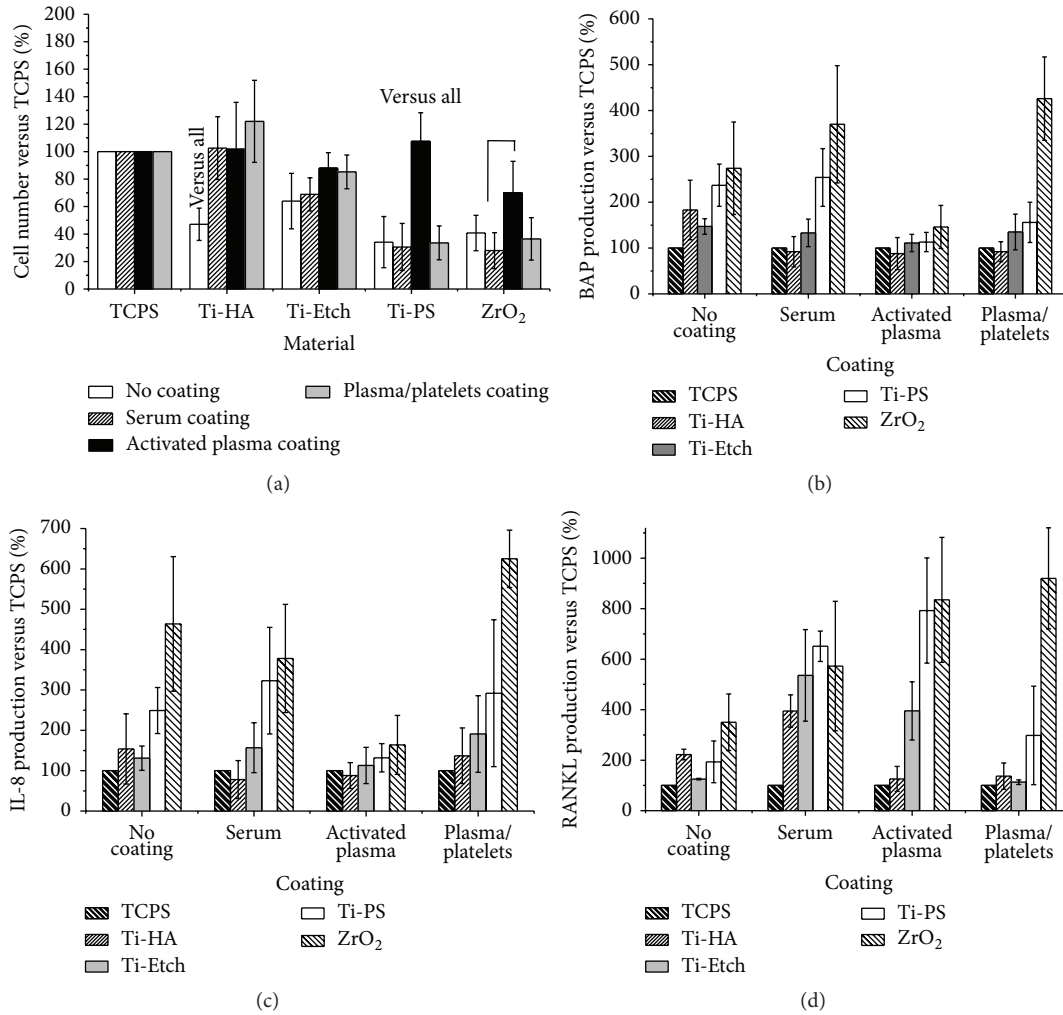 Cell number versus TCPS (%)
200
180
160
140
120
100
80
60
40
20
0
Versus all
Versus all
TCPS Ti-HA Ti-Etch Ti-PS ZrO₂
Material
No coating
Serum coating
Activated plasma coating
Plasma/platelets coating
(a)
BAP production versus TCPS (%)
600
500
400
300
200
100
0
No coating
Serum
Activated plasma
Plasma/
platelets
Coating
TCPS
Ti-HA
Ti-Etch
Ti-PS
ZrO₂
(b)
IL-8 production versus TCPS (%)
700
600
500
400
300
200
100
0
No
coating
Serum
Activated
plasma
Plasma/
platelets
Coating
TCPS
Ti-HA
Ti-Etch
Ti-PS
ZrO₂
(c)
RANKL production versus TCPS (%)
1000
800
600
400
200
0
No
coating
Serum
Activated
plasma
Plasma/
platelets
Coating
TCPS
Ti-HA
Ti-Etch
Ti-PS
ZrO₂
(d)